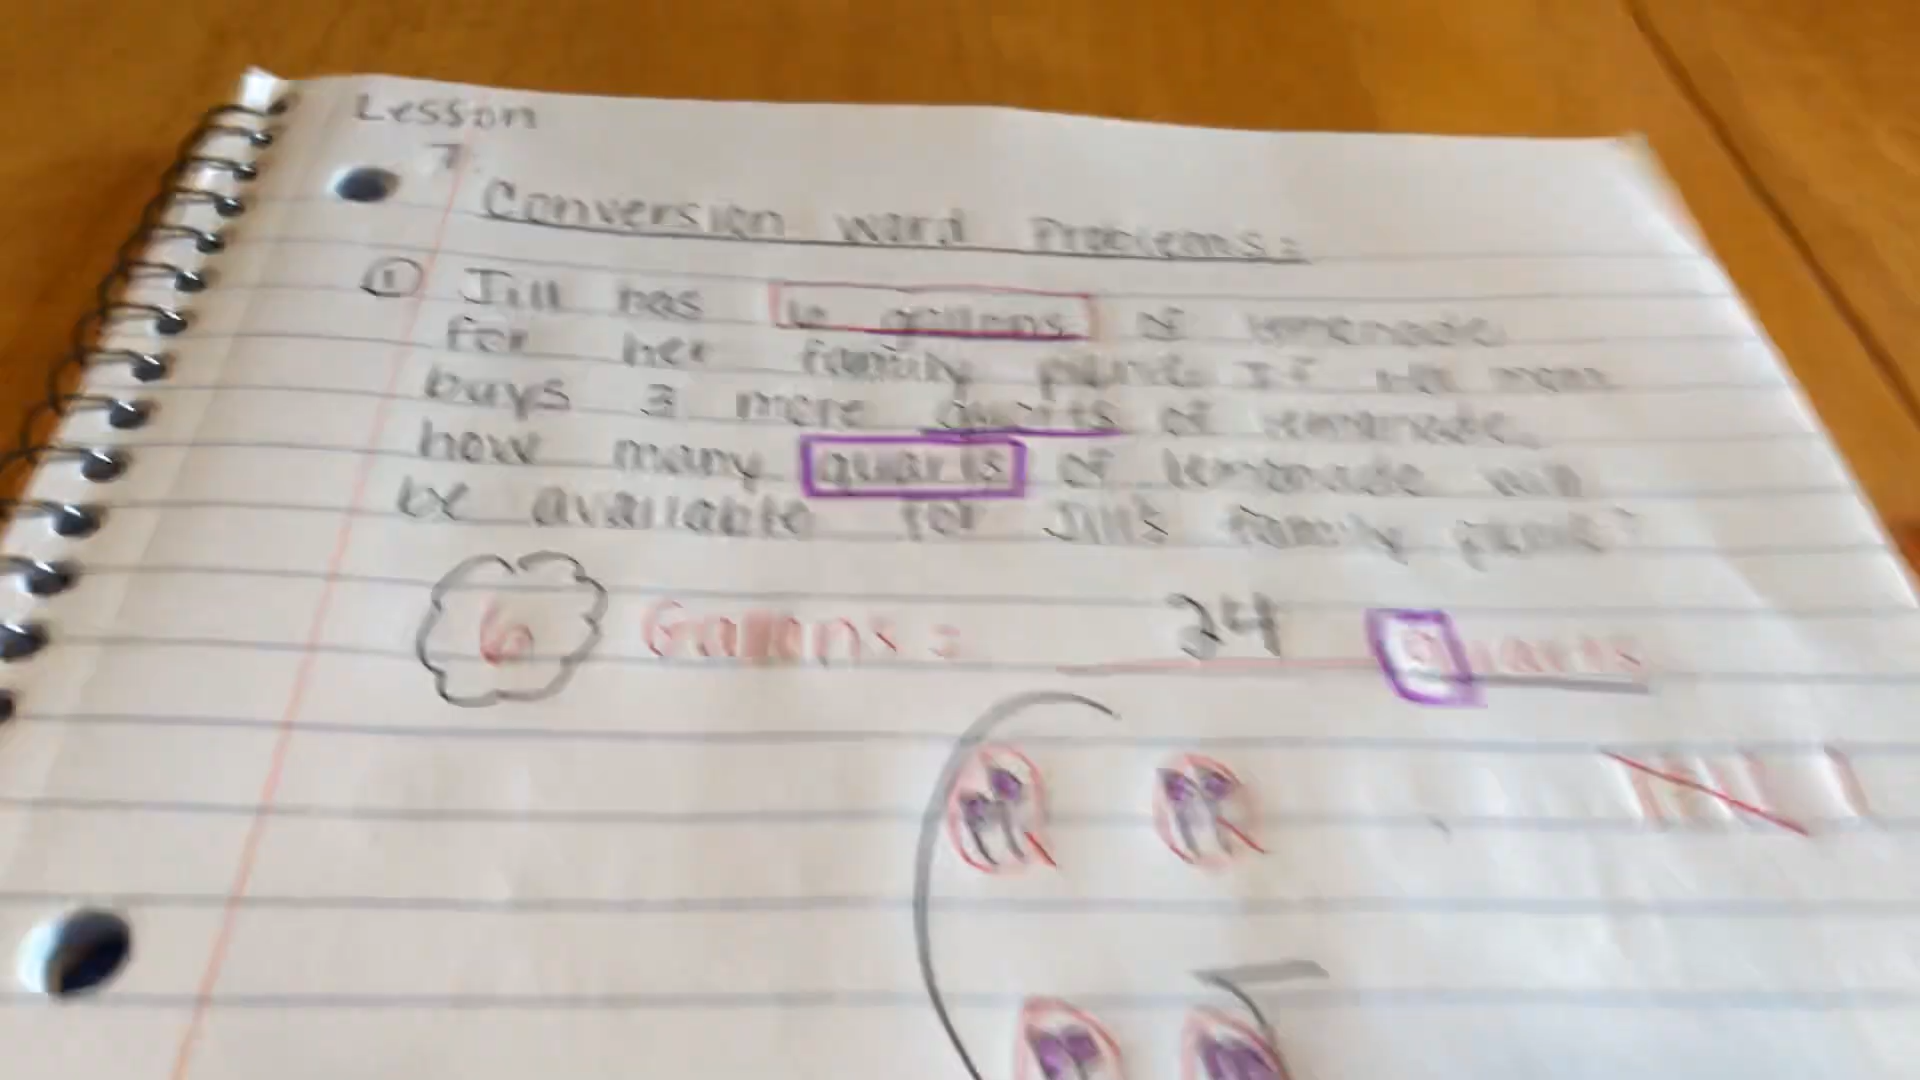 Lesson
7.
Conversion word Problems:
① Jill has 6 gallons of lemonade
for her family picnic. If her mom
buys 3 more quarts of lemonade,
how many quarts of lemonade will
be available for Jill's family picnic?
6 Gallons = 24 Quarts